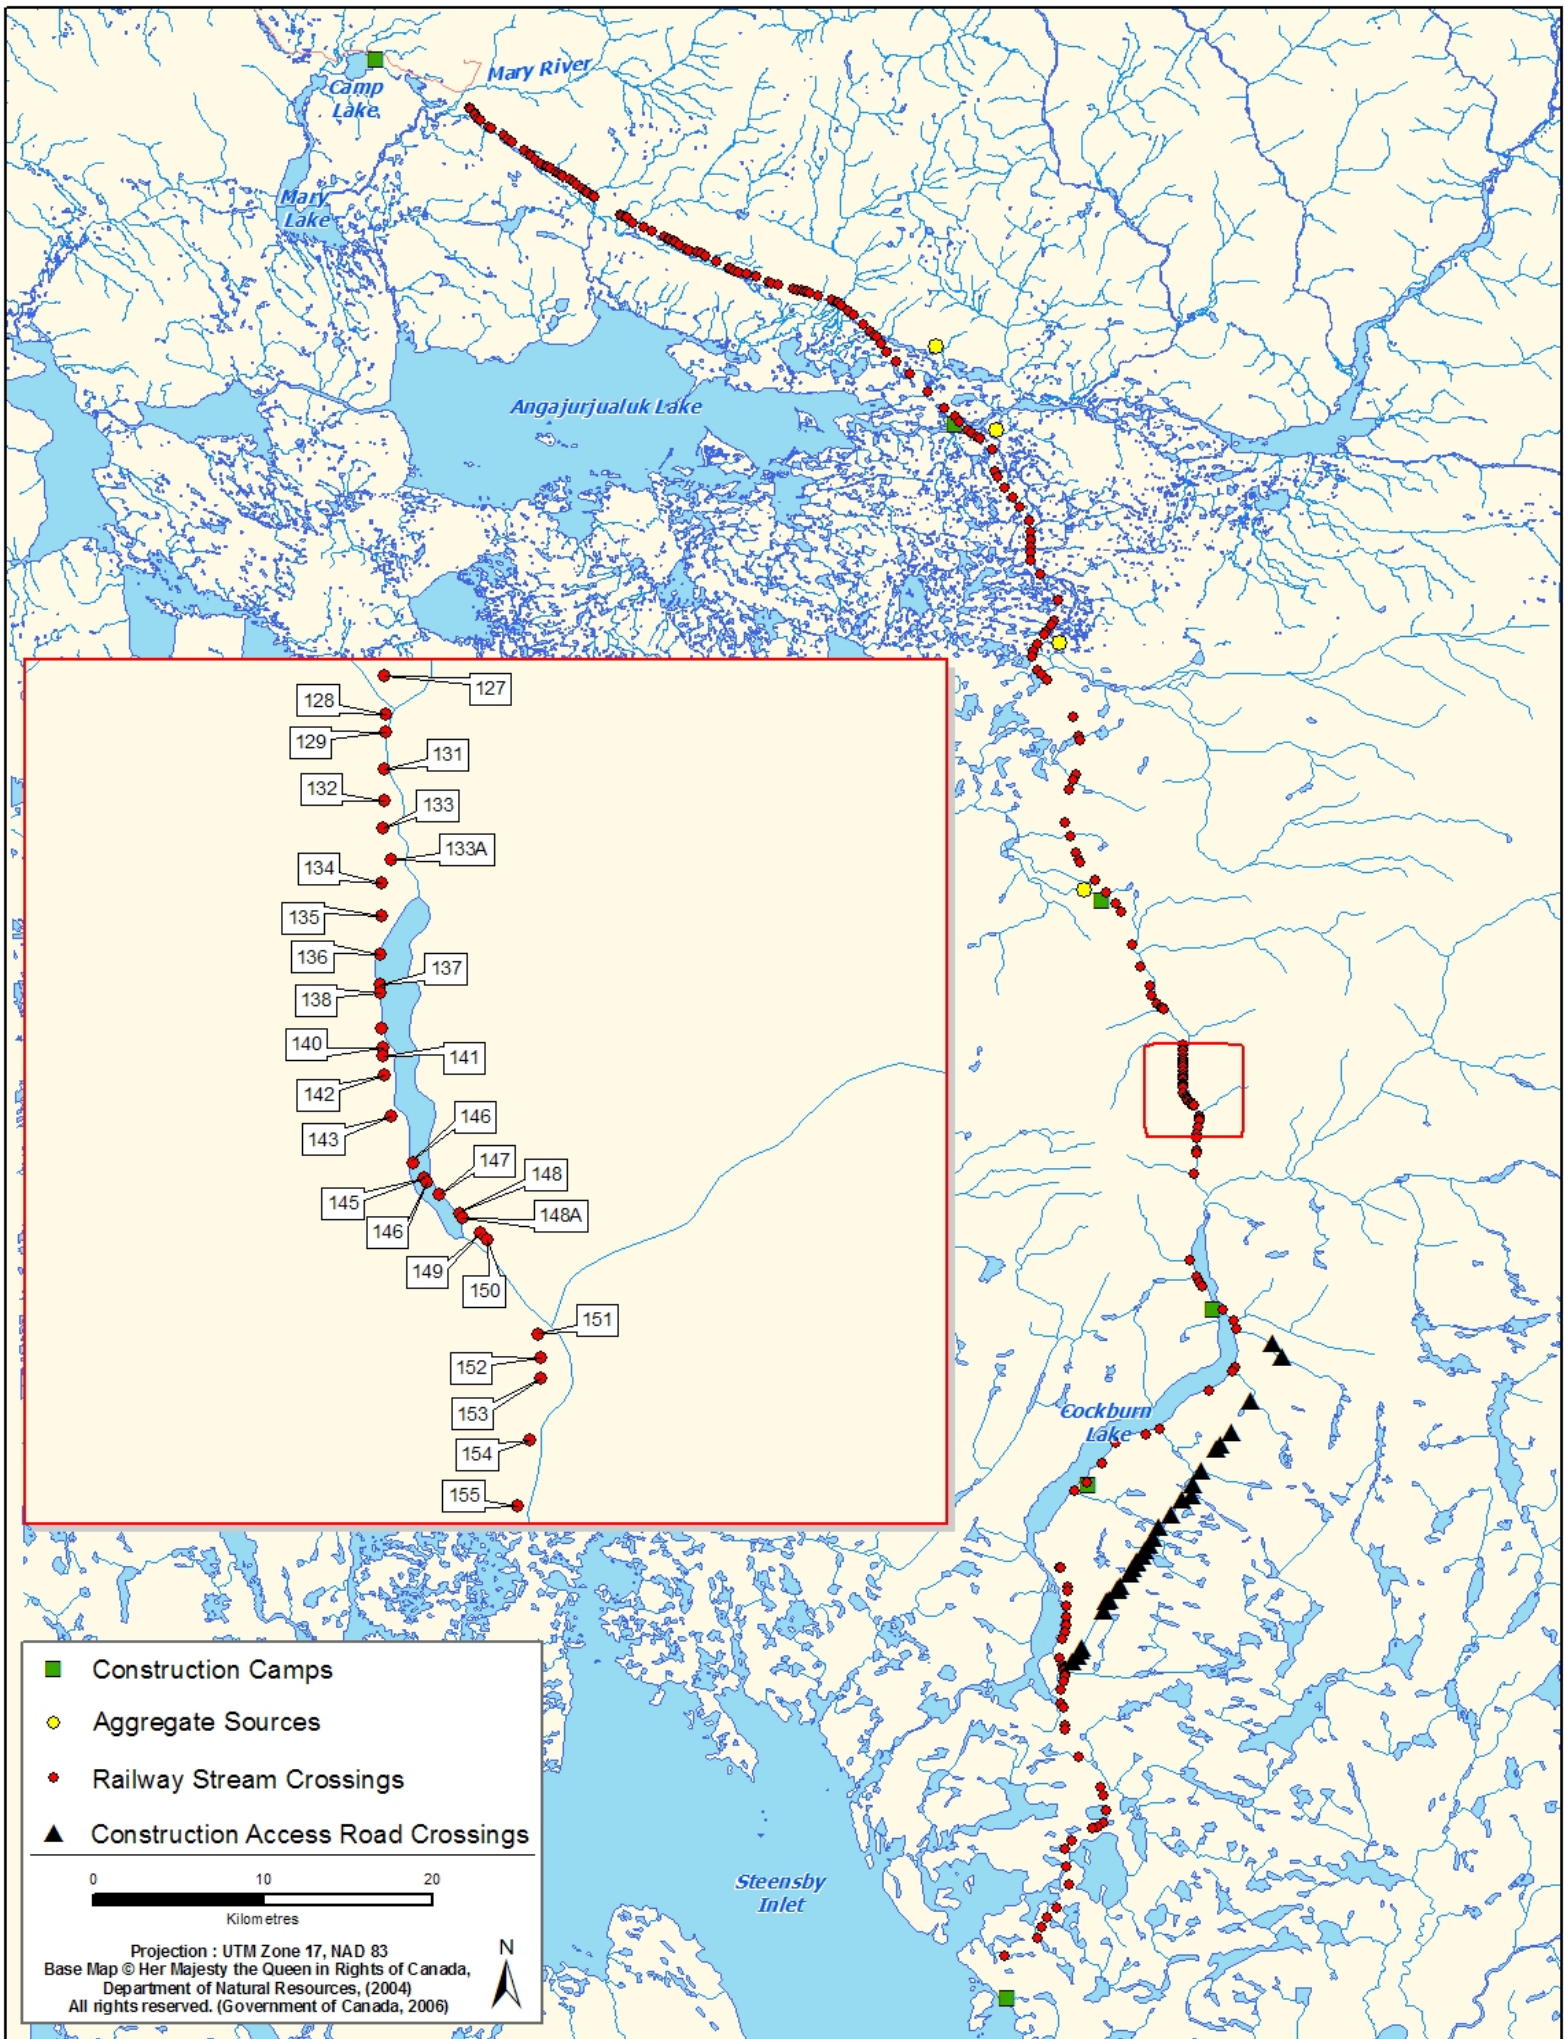 Mary River
Camp
Lake
Mary
Lake
Angajurjualuk Lake
127
128
129
131
132
133
133A
134
135
136
137
138
140
141
142
143
146
147
148
145
148A
146
149
150
151
152
153
154
155
Cockburn
Lake
Construction Camps
Aggregate Sources
Railway Stream Crossings
Construction Access Road Crossings
0 10 20
Kilometres
N
Projection : UTM Zone 17, NAD 83
Base Map © Her Majesty the Queen in Rights of Canada,
Department of Natural Resources, (2004)
All rights reserved. (Government of Canada, 2006)
Steensby
Inlet